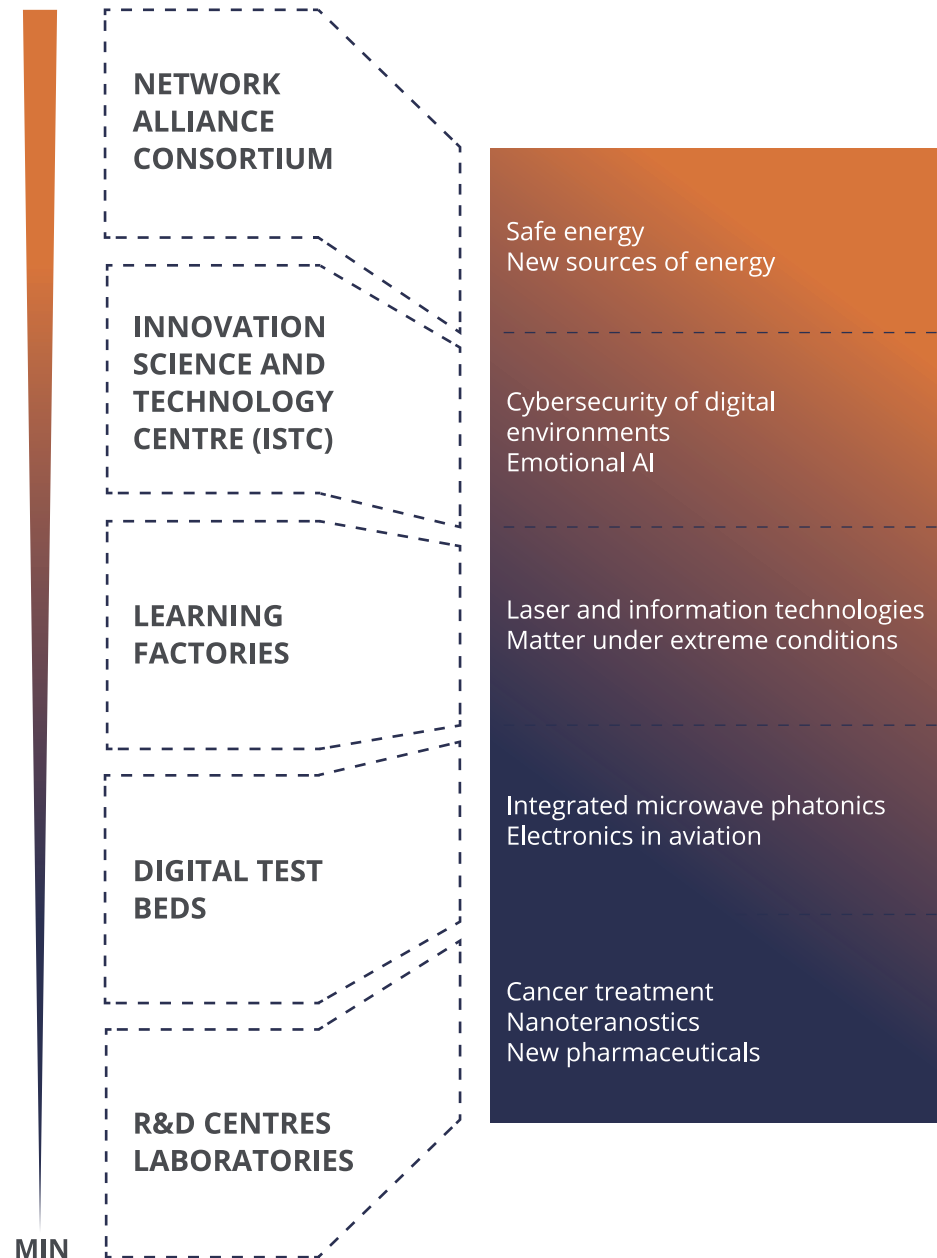 NETWORK
ALLIANCE
CONSORTIUM
Safe energy
New sources of energy
INNOVATION
SCIENCE AND
TECHNOLOGY
CENTRE (ISTC)
Cybersecurity of digital
environments
Emotional AI
LEARNING
FACTORIES
Laser and information technologies
Matter under extreme conditions
DIGITAL TEST
BEDS
Integrated microwave phatonics
Electronics in aviation
R&D CENTRES
LABORATORIES
Cancer treatment
Nanoteranostics
New pharmaceuticals
MIN